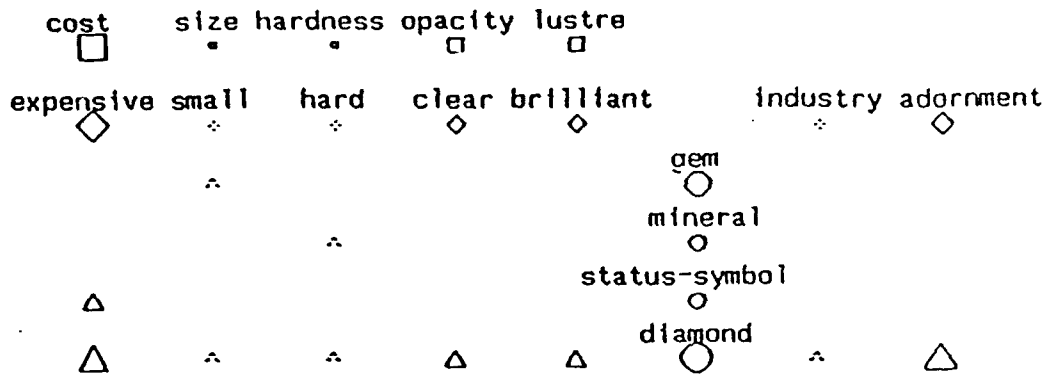 cost size hardness opacity lustre
expensive small hard clear brilliant industry adornment
gem
mineral
status-symbol
diamond